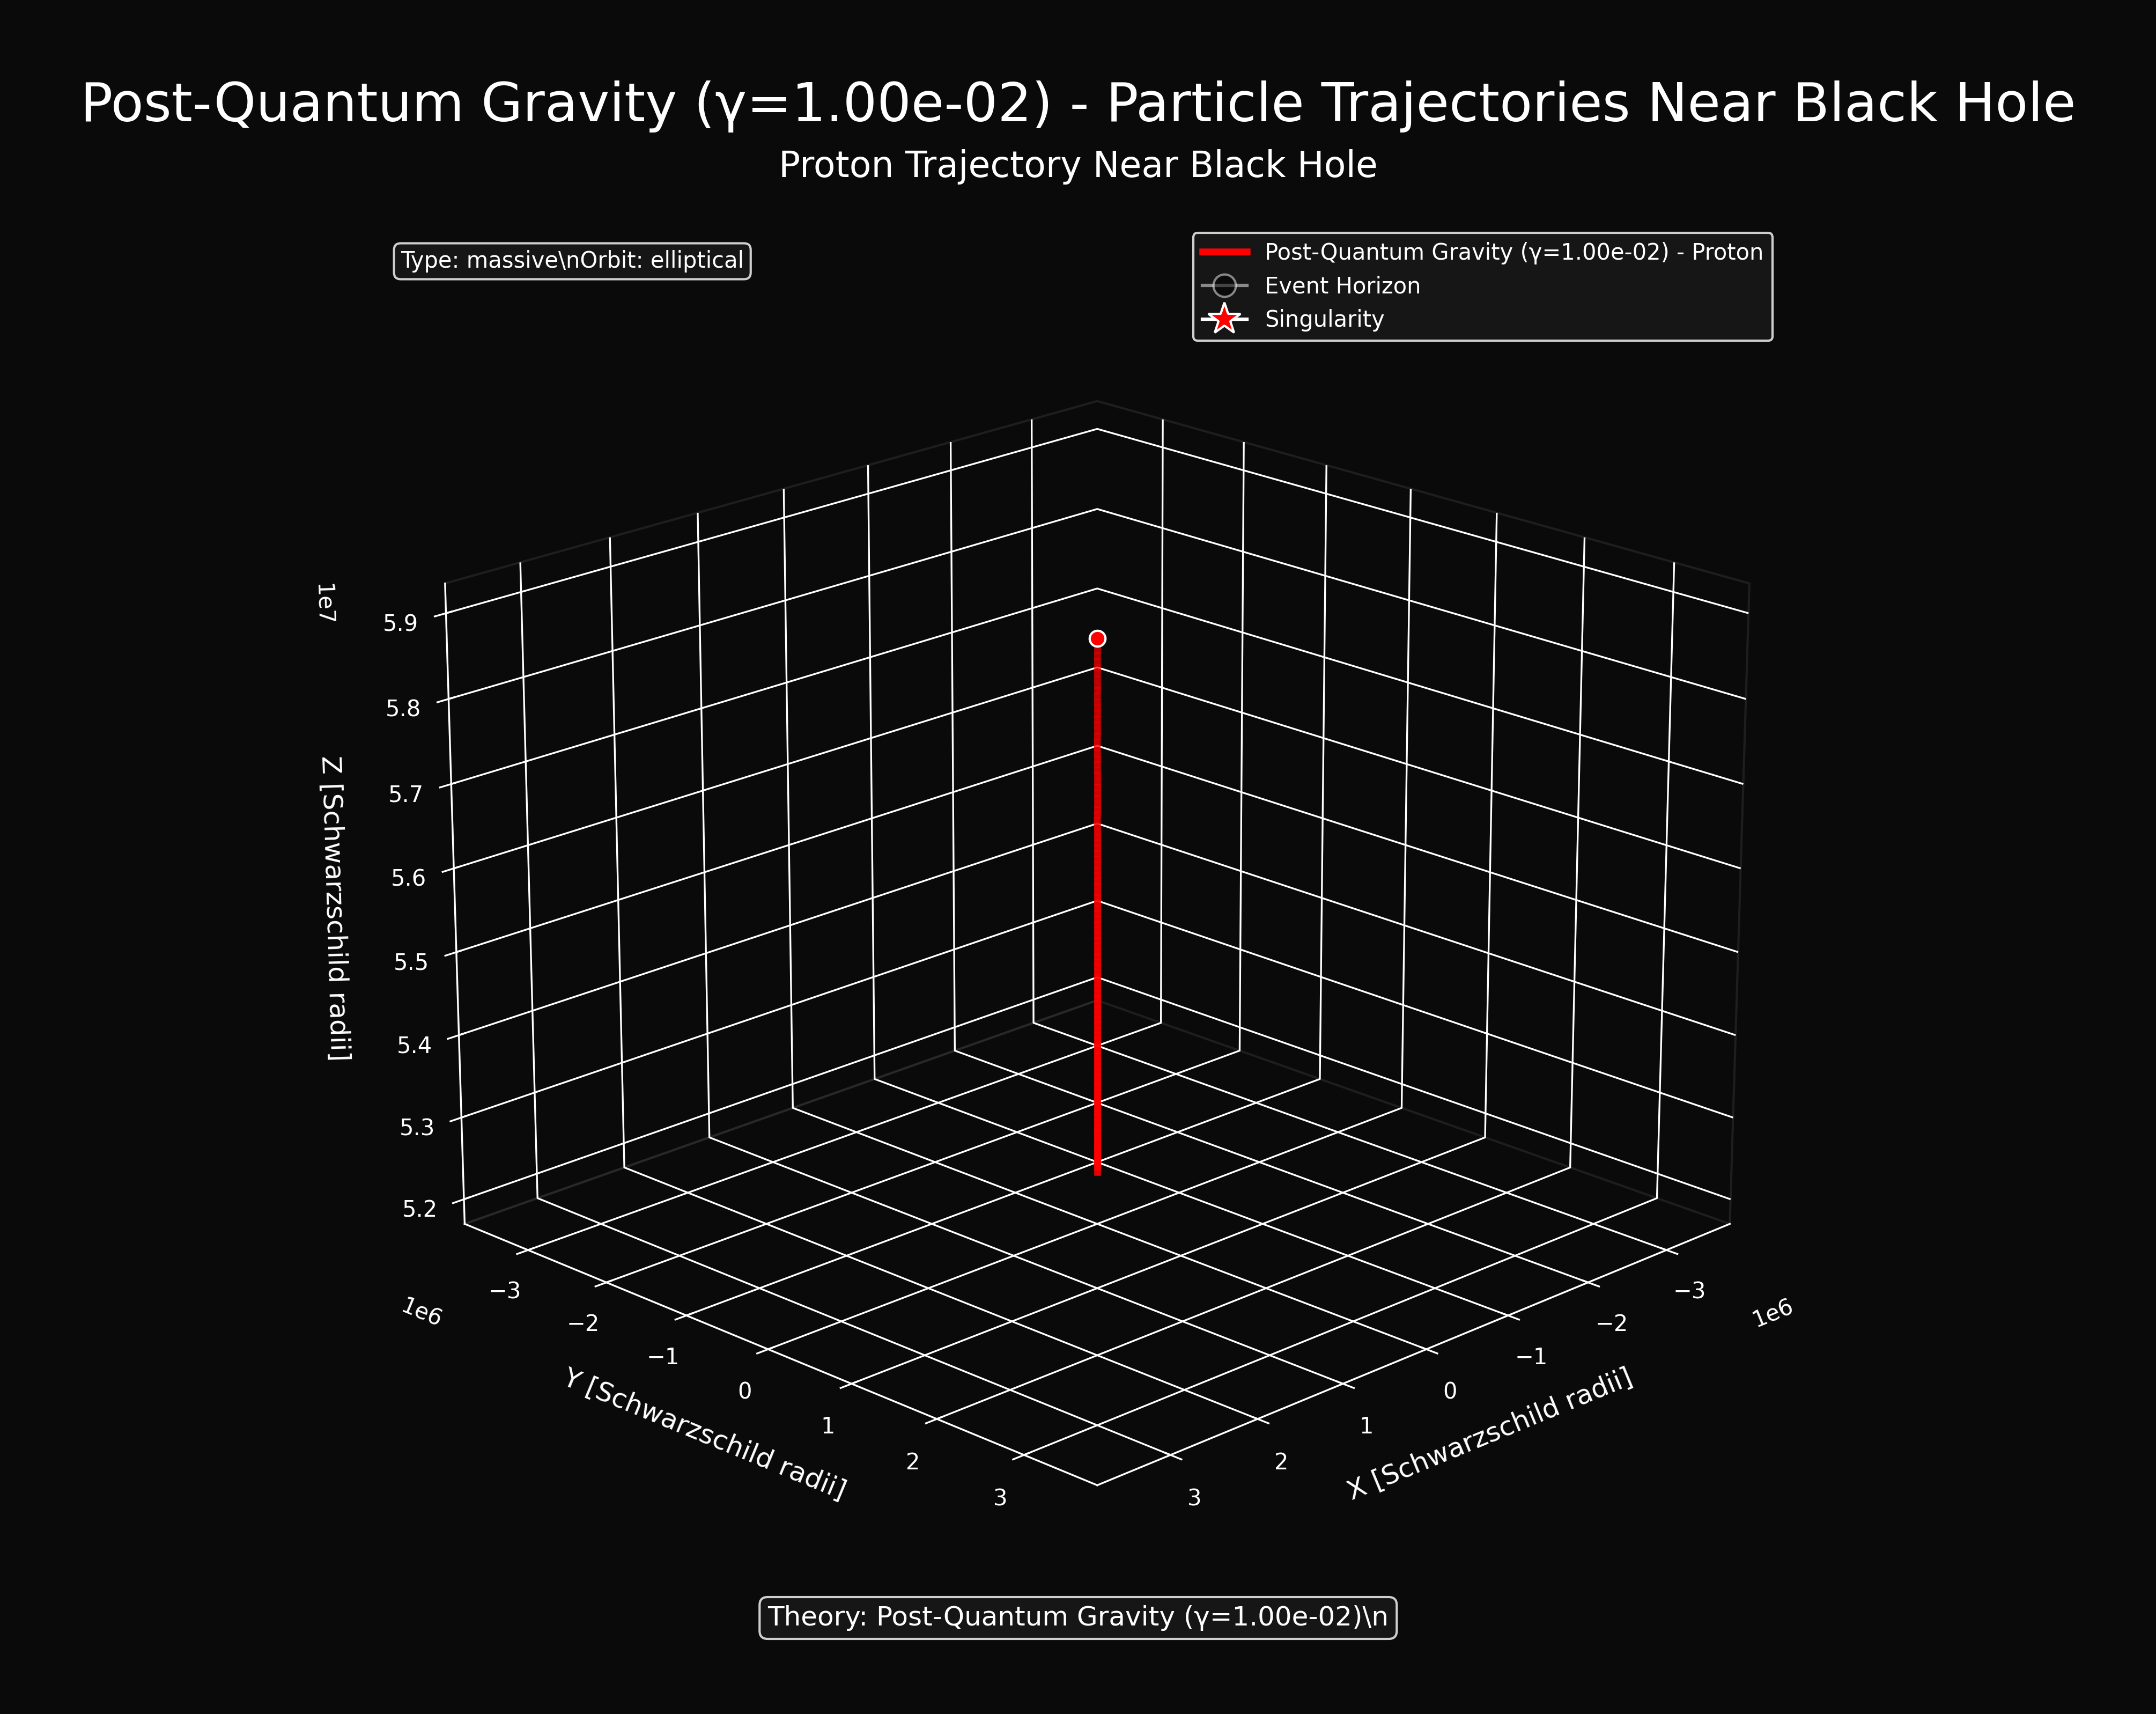 Post-Quantum Gravity (γ=1.00e-02) - Particle Trajectories Near Black Hole
Proton Trajectory Near Black Hole
Type: massive\nOrbit: elliptical
Post-Quantum Gravity (γ=1.00e-02) - Proton
Event Horizon
Singularity
1e7
5.9
5.8
5.7
5.6
5.5
5.4
5.3
5.2
Z [Schwarzschild radii]
1e6
−3
−2
−1
0
1
2
3
Y [Schwarzschild radii]
3
2
1
0
−1
−2
−3
1e6
X [Schwarzschild radii]
Theory: Post-Quantum Gravity (γ=1.00e-02)\n